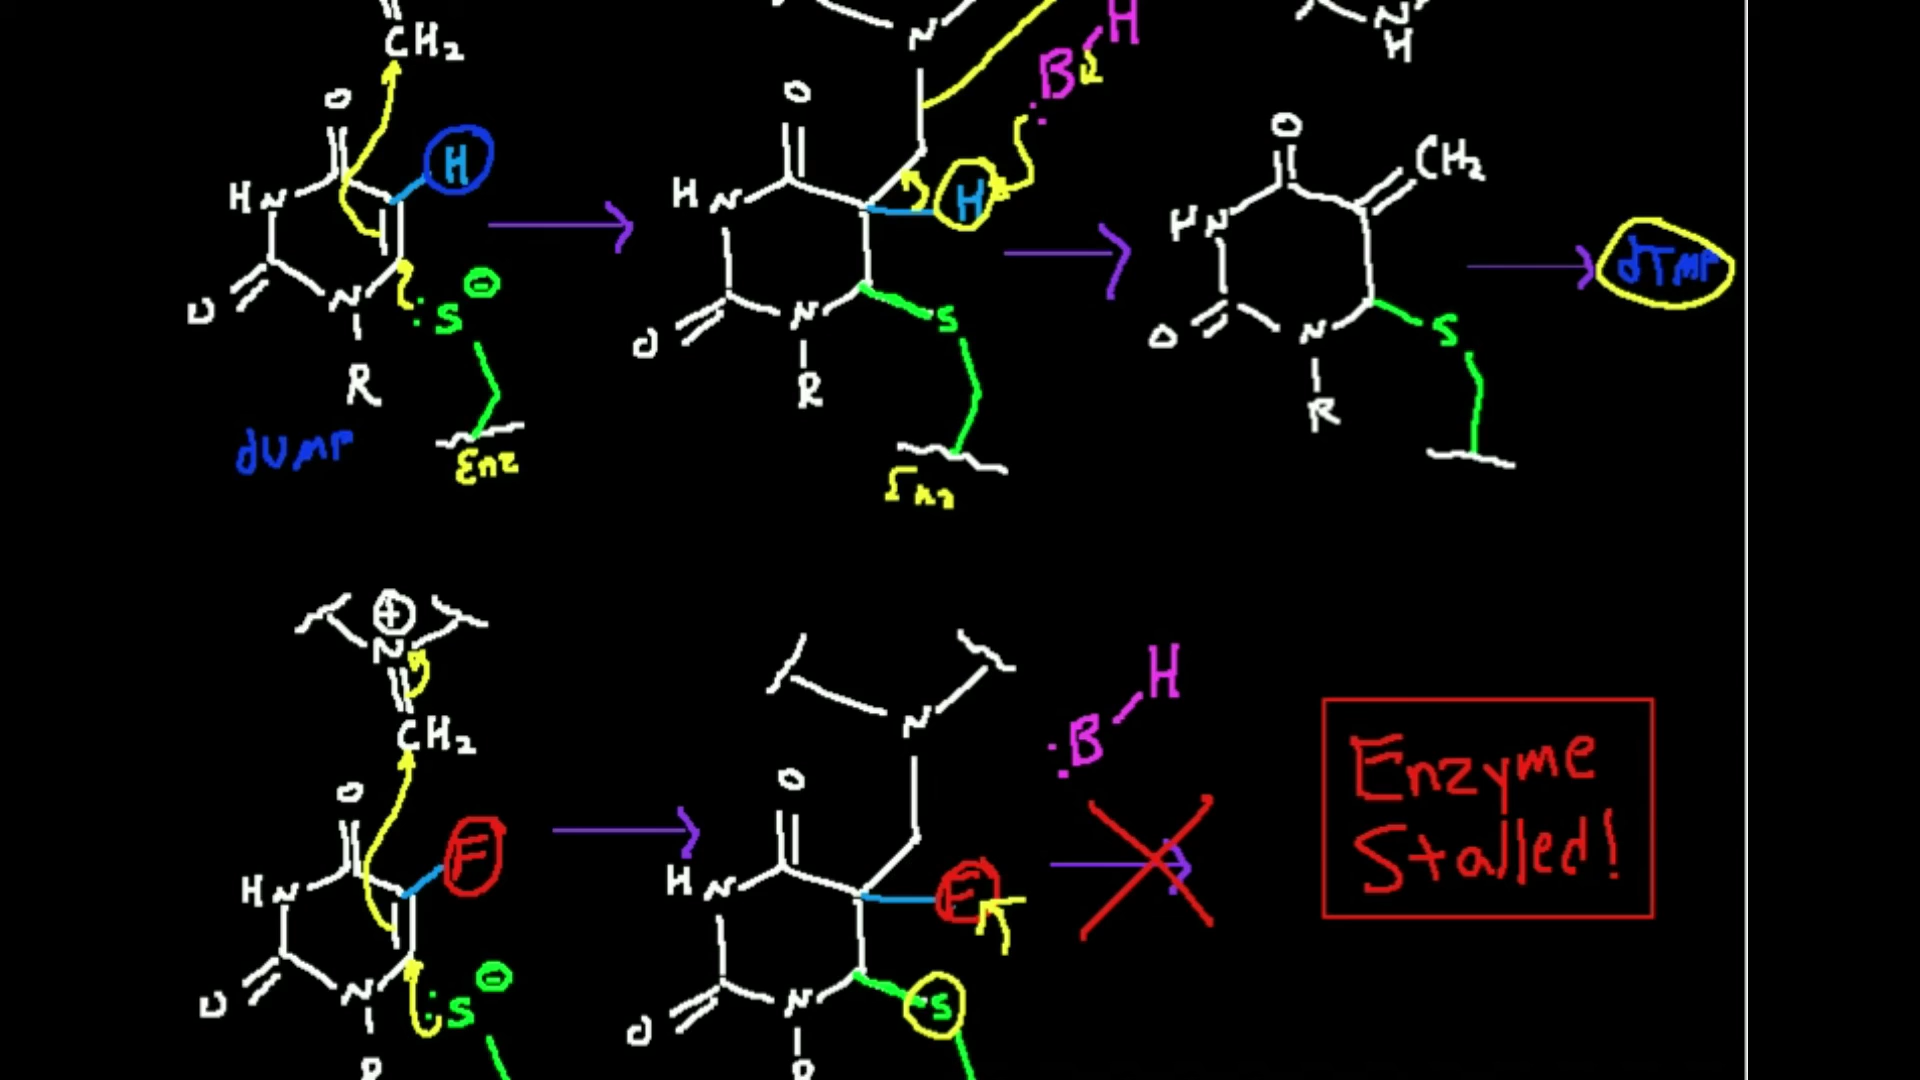 CH2
N
B H
N
H
O
H
HN
O
N
S ⊖
R
dUMP
Enz
O
HN
H
O
N
S
R
Enz
O
CH2
HN
O
N
S
R
dTMP
⊕
N
CH2
O
F
HN
O
N
S ⊖
R
N
B H
O
HN
F
O
N
S
R
Enzyme
Stalled!